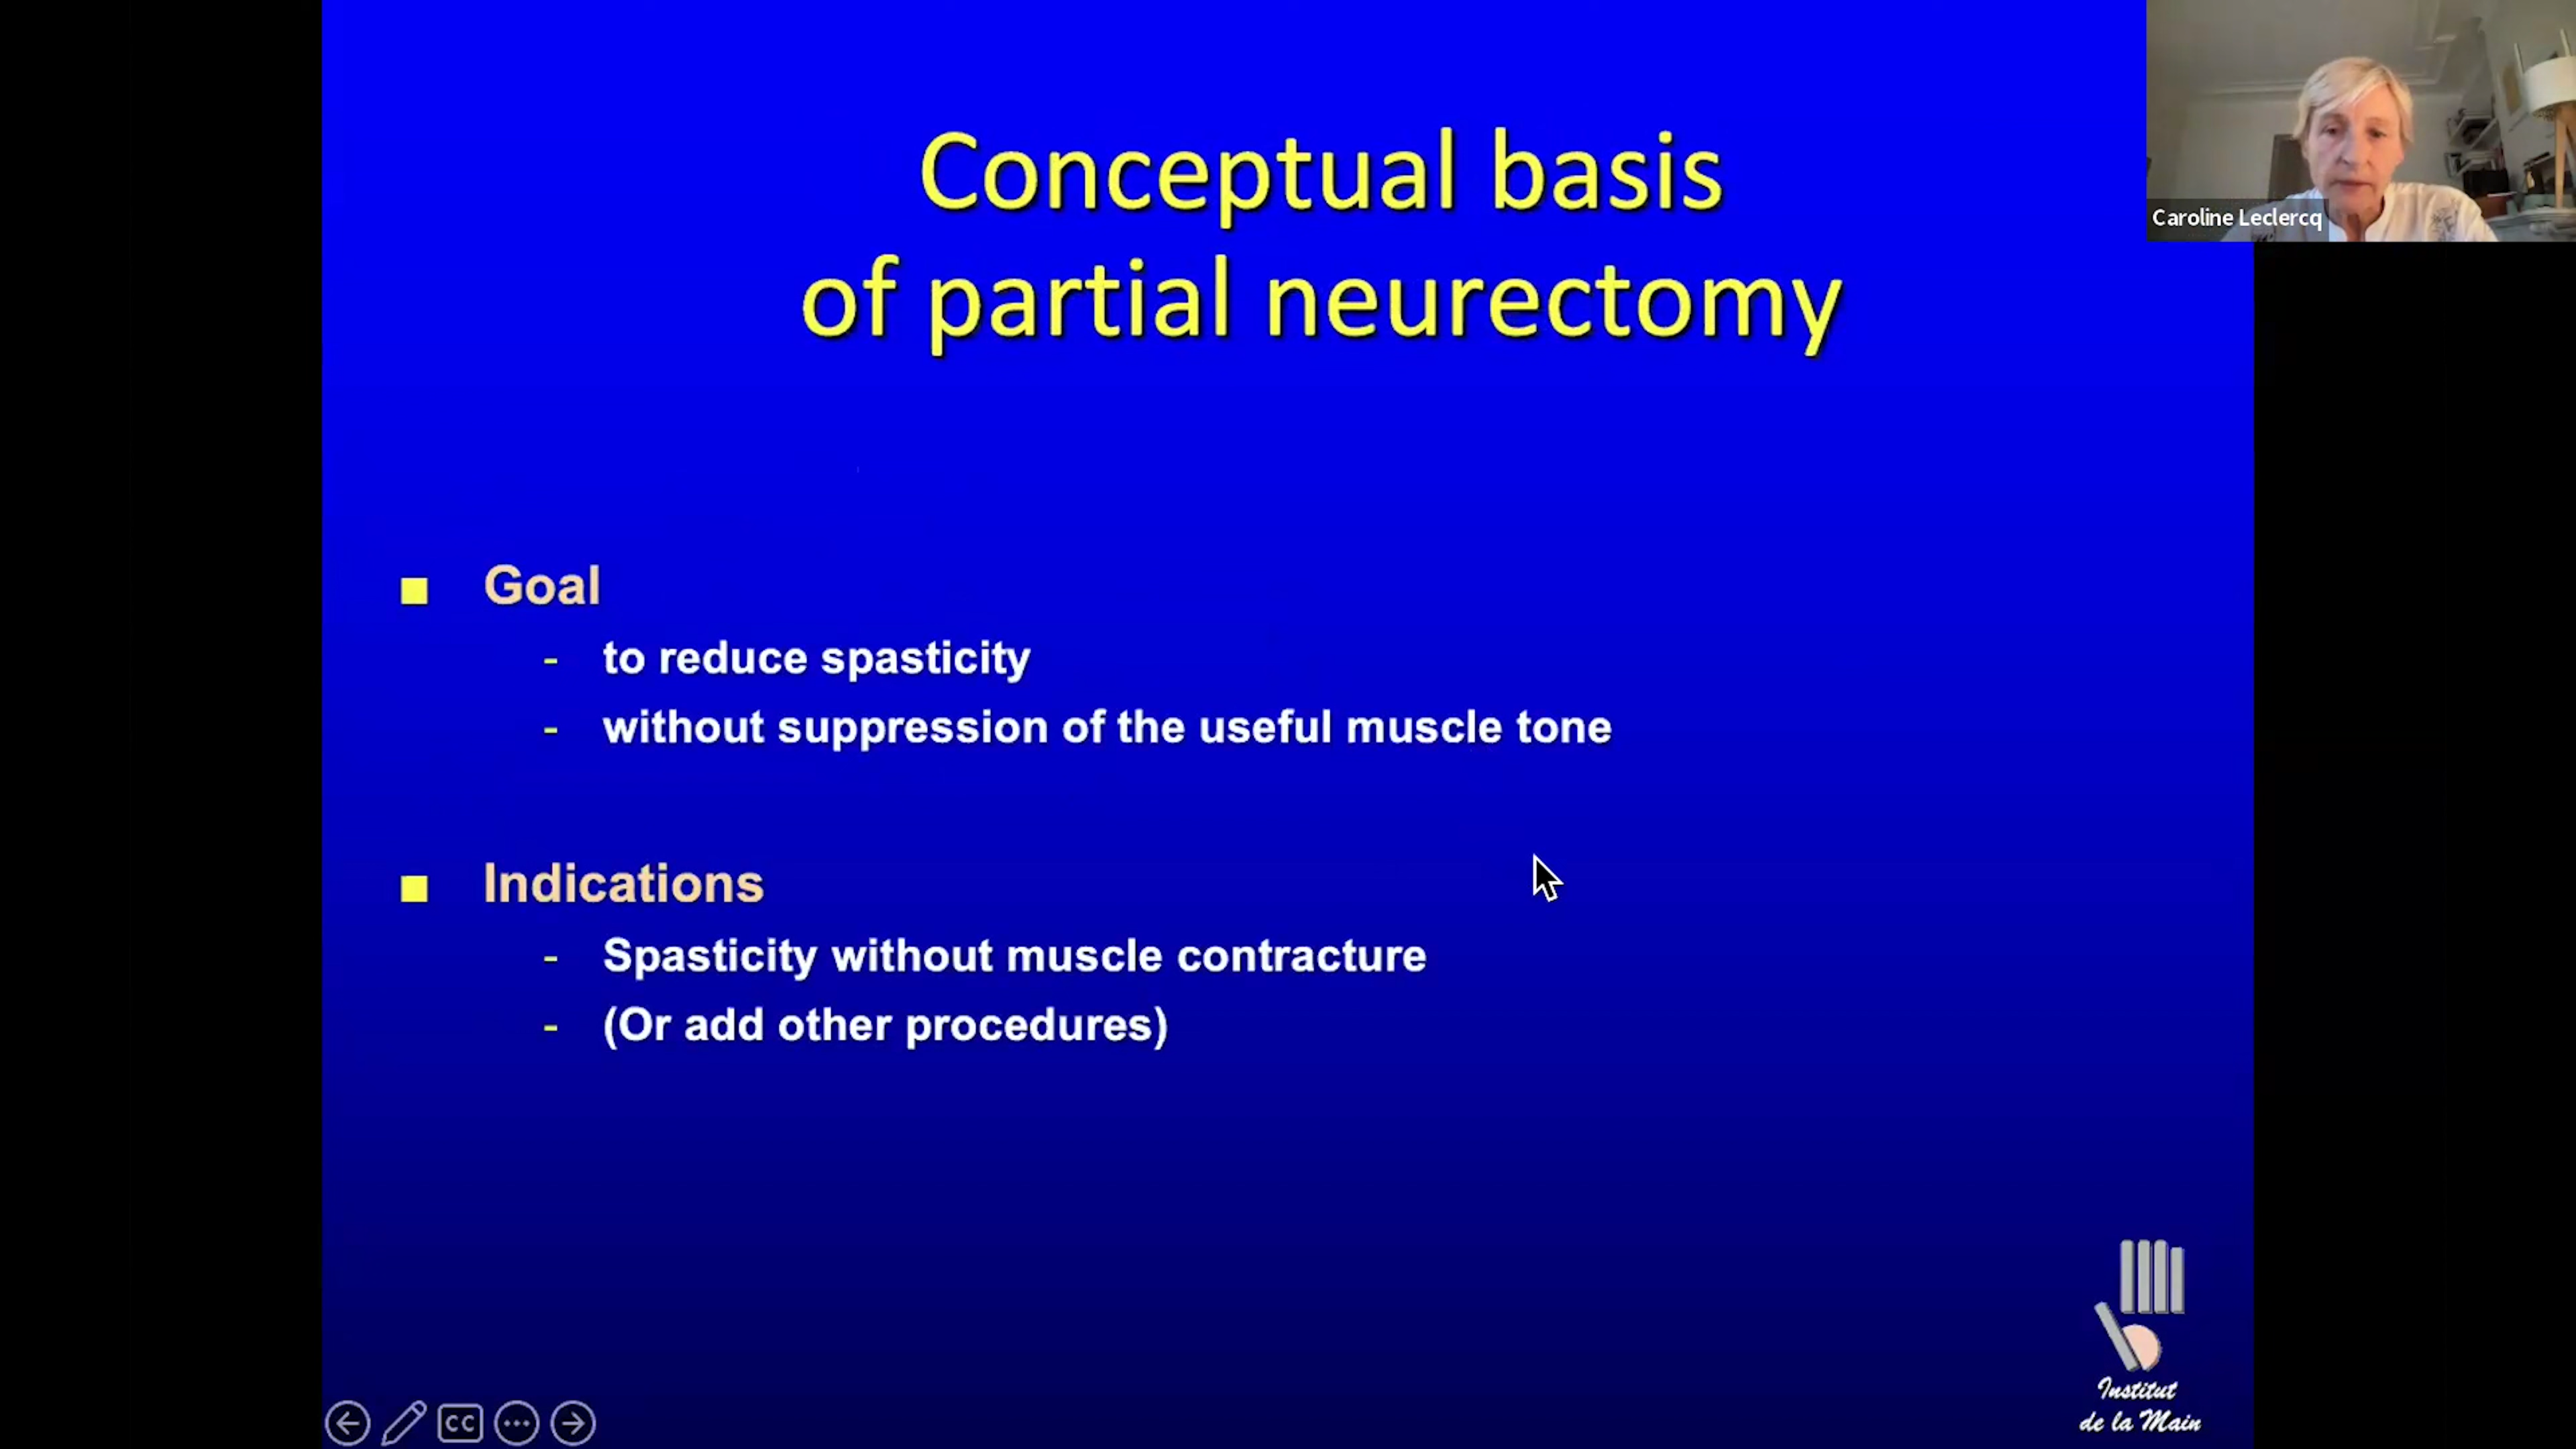 Conceptual basis
of partial neurectomy
Caroline Leclercq
Goal
- to reduce spasticity
- without suppression of the useful muscle tone
Indications
- Spasticity without muscle contracture
- (Or add other procedures)
CC
Institut
de la Main